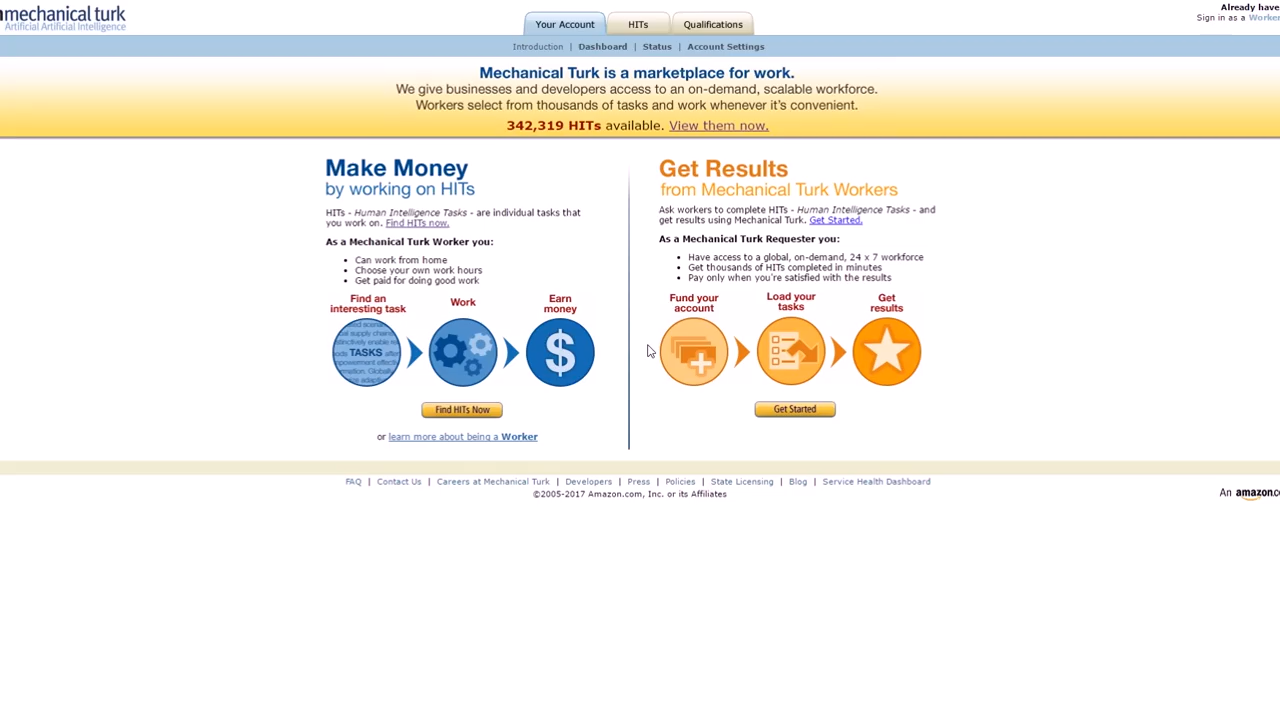 mechanical turk
Artificial Artificial Intelligence
Already have
Sign in as a Worker
Your Account
HITs
Qualifications
Introduction | Dashboard | Status | Account Settings
Mechanical Turk is a marketplace for work.
We give businesses and developers access to an on-demand, scalable workforce.
Workers select from thousands of tasks and work whenever it's convenient.
342,319 HITs available. View them now.
Make Money
by working on HITs
HITs - Human Intelligence Tasks - are individual tasks that
you work on. Find HITs now.
As a Mechanical Turk Worker you:
• Can work from home
• Choose your own work hours
• Get paid for doing good work
Find an
interesting task
Work
Earn
money
TASKS
$
Find HITs Now
or learn more about being a Worker
Get Results
from Mechanical Turk Workers
Ask workers to complete HITs - Human Intelligence Tasks - and
get results using Mechanical Turk. Get Started.
As a Mechanical Turk Requester you:
• Have access to a global, on-demand, 24 x 7 workforce
• Get thousands of HITs completed in minutes
• Pay only when you're satisfied with the results
Fund your
account
Load your
tasks
Get
results
Get Started
FAQ | Contact Us | Careers at Mechanical Turk | Developers | Press | Policies | State Licensing | Blog | Service Health Dashboard
©2005-2017 Amazon.com, Inc. or its Affiliates
An amazon.co